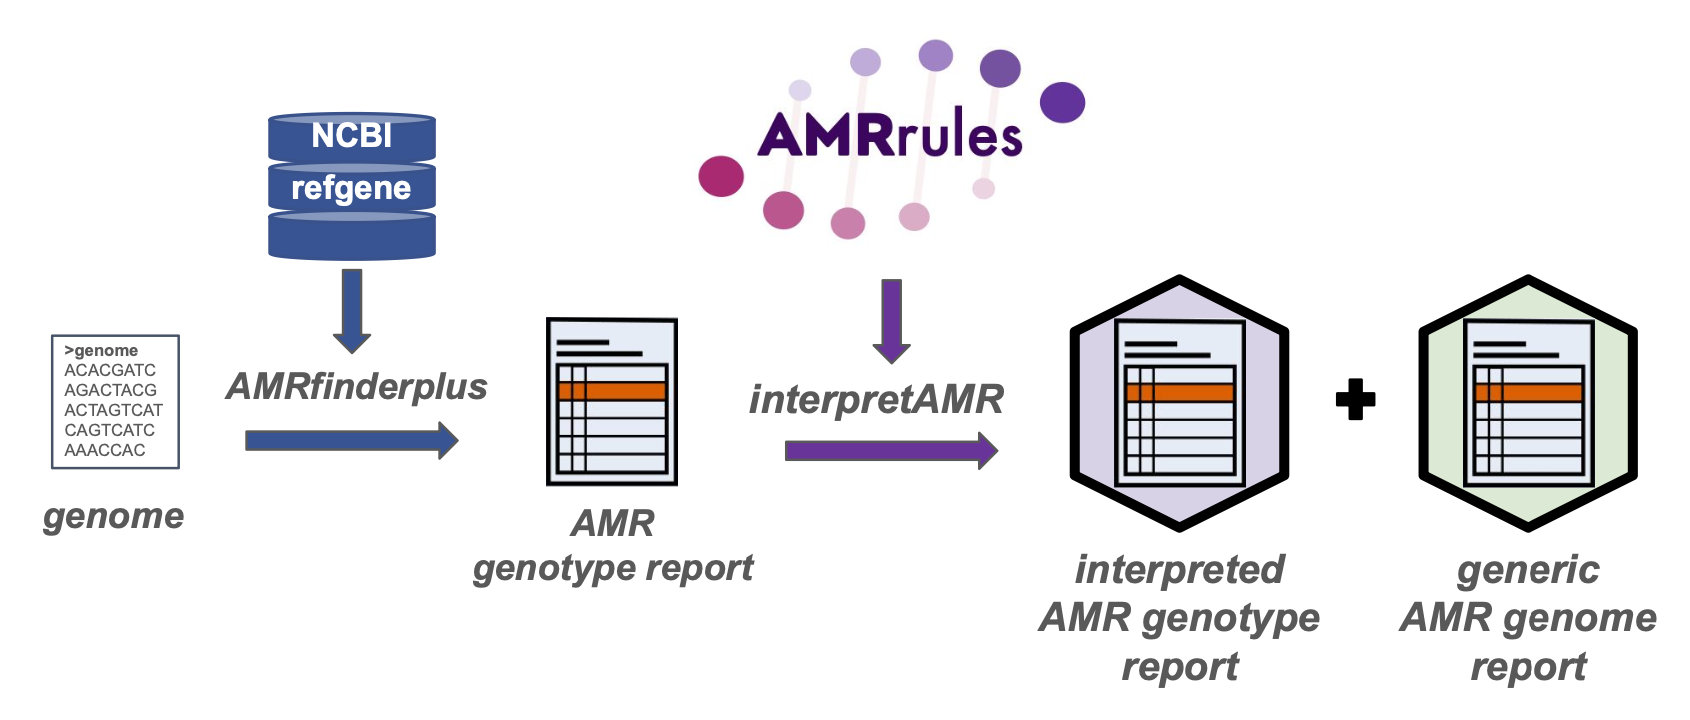 NCBI
refgene
AMRrules
>genome
ACACGATC
AGACTACG
ACTAGTCAT
CAGTCATC
AAACCAC
genome
AMRfinderplus
AMR
genotype report
interpretAMR
interpreted
AMR genotype
report
+
generic
AMR genome
report